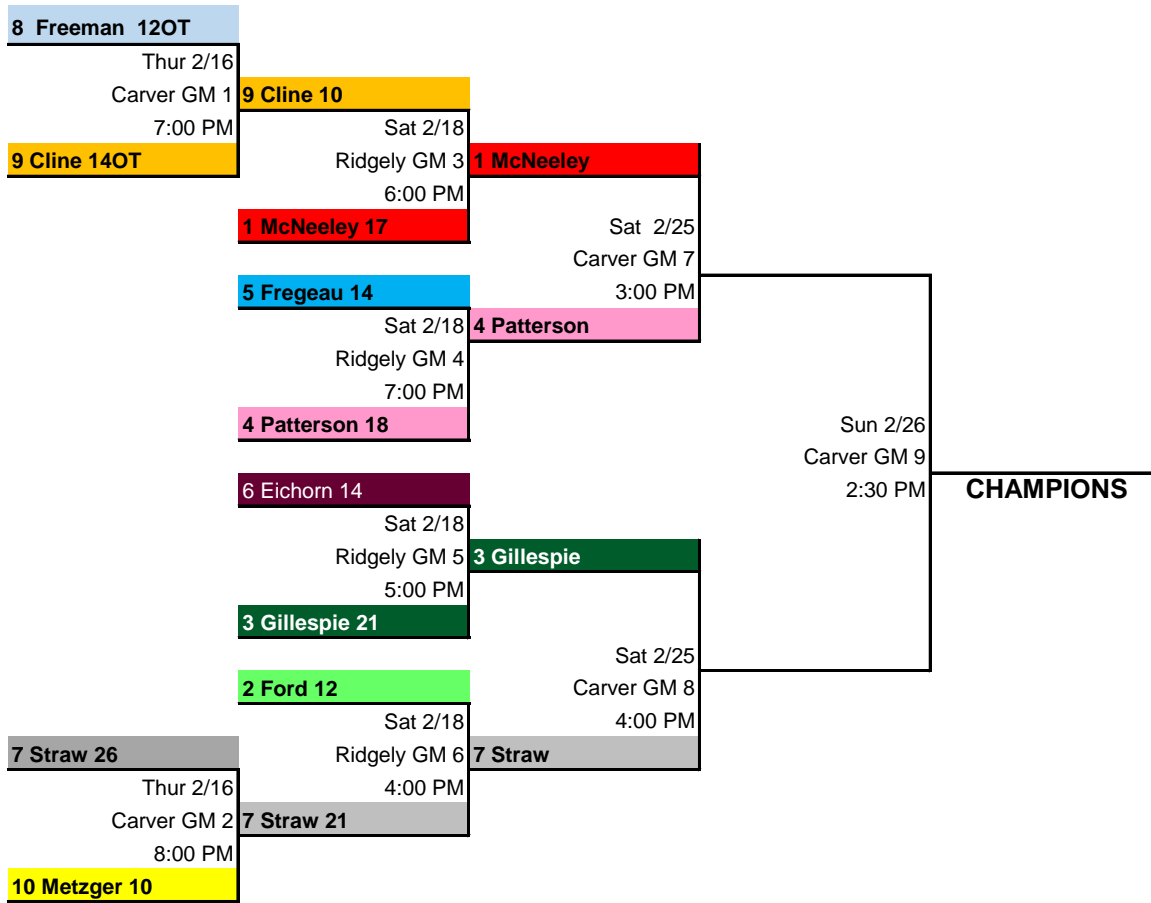 8  Freeman  12OT
Thur 2/16
Carver GM 1
7:00 PM
9 Cline 14OT
9 Cline 10
Sat 2/18
Ridgely GM 3
6:00 PM
1 McNeeley 17
1 McNeeley
Sat  2/25
Carver GM 7
3:00 PM
4 Patterson
5 Fregeau 14
Sat 2/18
Ridgely GM 4
7:00 PM
4 Patterson 18
Sun 2/26
Carver GM 9
2:30 PM
CHAMPIONS
6 Eichorn 14
Sat 2/18
Ridgely GM 5
5:00 PM
3 Gillespie 21
3 Gillespie
Sat 2/25
Carver GM 8
4:00 PM
7 Straw
2 Ford 12
Sat 2/18
Ridgely GM 6
4:00 PM
7 Straw 21
7 Straw 26
Thur 2/16
Carver GM 2
8:00 PM
10 Metzger 10